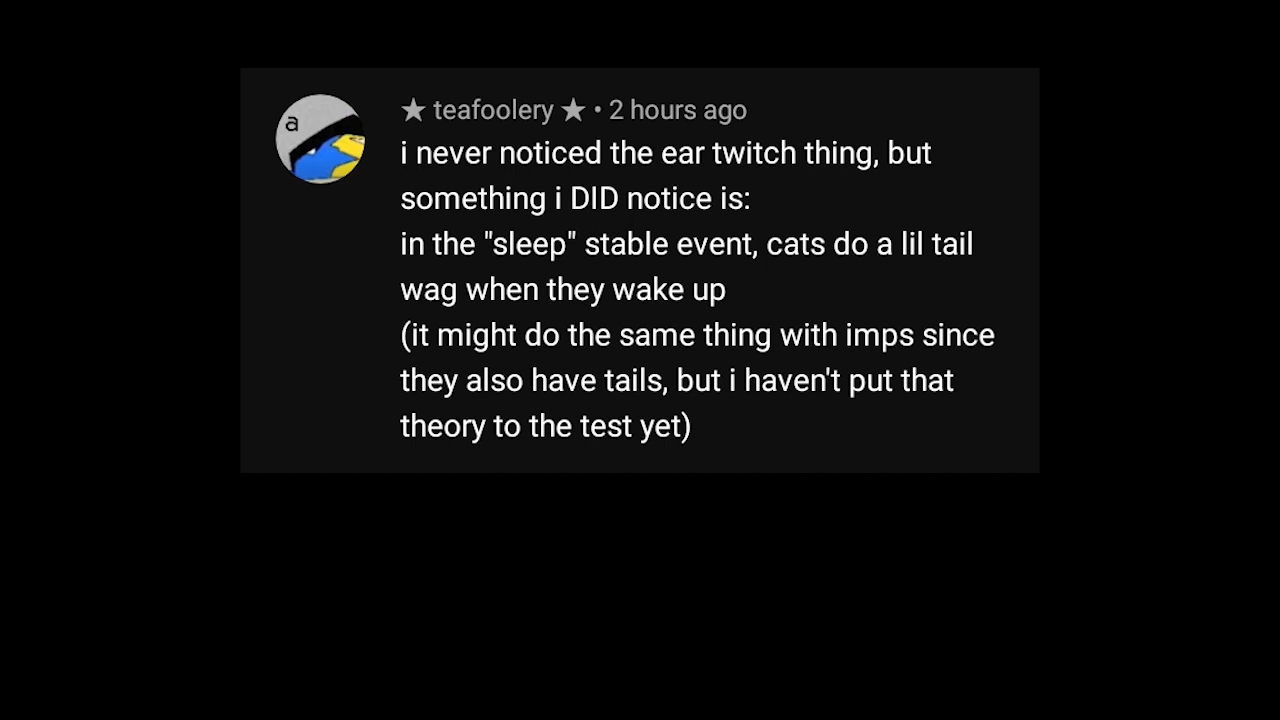 a
★ teafoolery ★ • 2 hours ago
i never noticed the ear twitch thing, but
something i DID notice is:
in the "sleep" stable event, cats do a lil tail
wag when they wake up
(it might do the same thing with imps since
they also have tails, but i haven't put that
theory to the test yet)